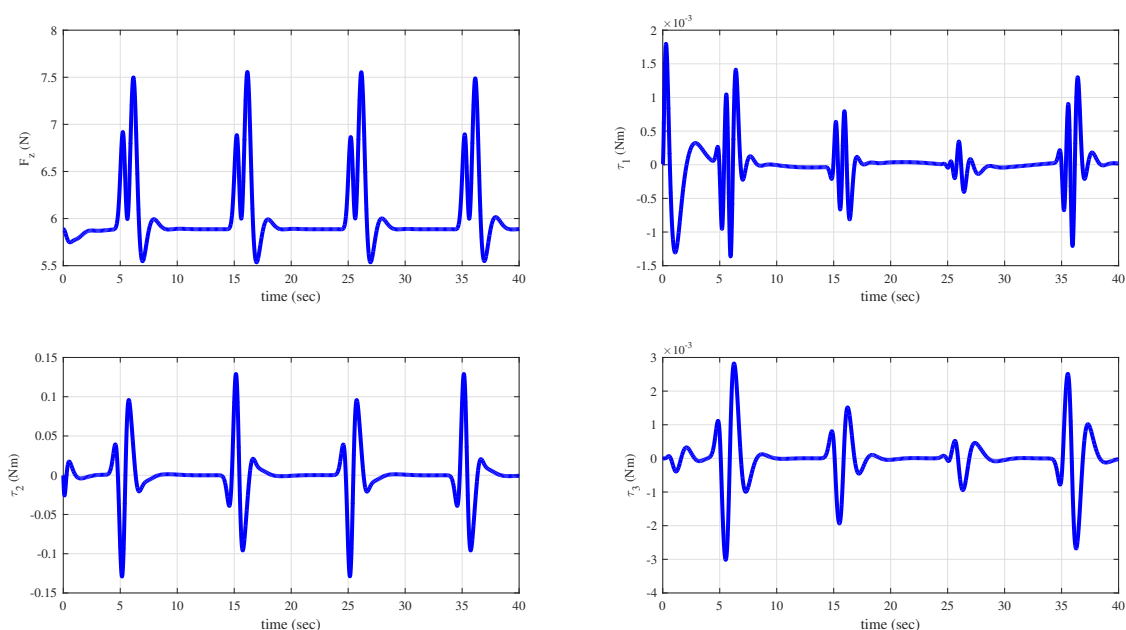 8
7.5
7
6.5
6
5.5
F_z (N)
0 5 10 15 20 25 30 35 40
time (sec)
×10^-3
2
1.5
1
0.5
0
-0.5
-1
-1.5
τ_1 (Nm)
0 5 10 15 20 25 30 35 40
time (sec)
0.15
0.1
0.05
0
-0.05
-0.1
-0.15
τ_2 (Nm)
0 5 10 15 20 25 30 35 40
time (sec)
×10^-3
3
2
1
0
-1
-2
-3
-4
τ_3 (Nm)
0 5 10 15 20 25 30 35 40
time (sec)